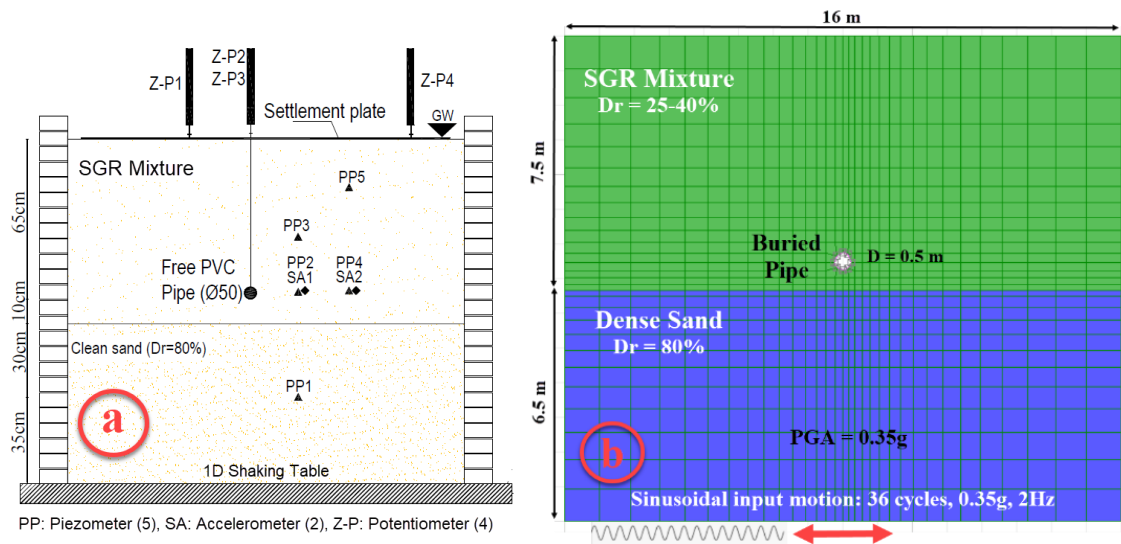 Z-P1
Z-P2
Z-P3
Z-P4
GW
Settlement plate
SGR Mixture
PP5
PP3
Free PVC
Pipe (Ø50)
PP2
SA1
PP4
SA2
65cm
10cm
30cm
35cm
Clean sand (Dr=80%)
PP1
a
1D Shaking Table
PP: Piezometer (5), SA: Accelerometer (2), Z-P: Potentiometer (4)
16 m
7.5 m
6.5 m
SGR Mixture
Dr = 25-40%
Buried
Pipe
D = 0.5 m
Dense Sand
Dr = 80%
PGA = 0.35g
b
Sinusoidal input motion: 36 cycles, 0.35g, 2Hz